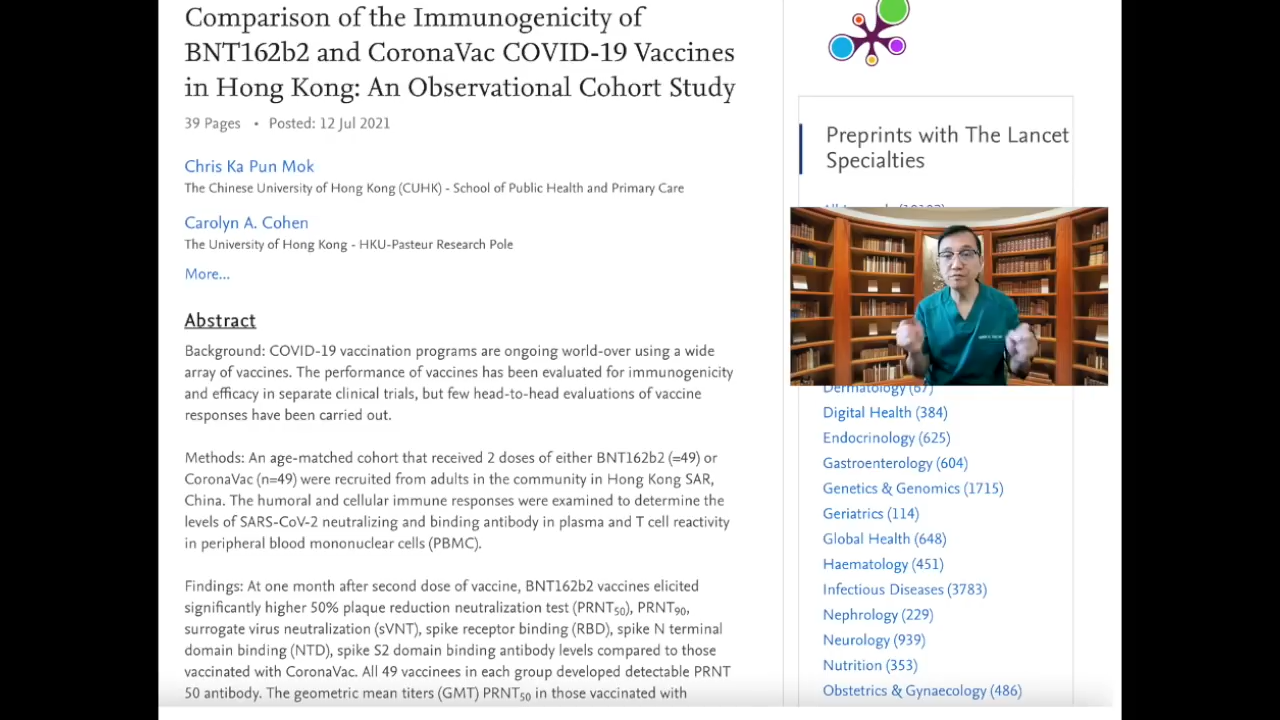 Comparison of the Immunogenicity of
BNT162b2 and CoronaVac COVID-19 Vaccines
in Hong Kong: An Observational Cohort Study
39 Pages • Posted: 12 Jul 2021
Chris Ka Pun Mok
The Chinese University of Hong Kong (CUHK) - School of Public Health and Primary Care
Carolyn A. Cohen
The University of Hong Kong - HKU-Pasteur Research Pole
More...
Abstract
Background: COVID-19 vaccination programs are ongoing world-over using a wide
array of vaccines. The performance of vaccines has been evaluated for immunogenicity
and efficacy in separate clinical trials, but few head-to-head evaluations of vaccine
responses have been carried out.
Methods: An age-matched cohort that received 2 doses of either BNT162b2 (=49) or
CoronaVac (n=49) were recruited from adults in the community in Hong Kong SAR,
China. The humoral and cellular immune responses were examined to determine the
levels of SARS-CoV-2 neutralizing and binding antibody in plasma and T cell reactivity
in peripheral blood mononuclear cells (PBMC).
Findings: At one month after second dose of vaccine, BNT162b2 vaccines elicited
significantly higher 50% plaque reduction neutralization test (PRNT50), PRNT90,
surrogate virus neutralization (sVNT), spike receptor binding (RBD), spike N terminal
domain binding (NTD), spike S2 domain binding antibody levels compared to those
vaccinated with CoronaVac. All 49 vaccinees in each group developed detectable PRNT
50 antibody. The geometric mean titers (GMT) PRNT50 in those vaccinated with
Preprints with The Lancet
Specialties
Dermatology (67)
Digital Health (384)
Endocrinology (625)
Gastroenterology (604)
Genetics & Genomics (1715)
Geriatrics (114)
Global Health (648)
Haematology (451)
Infectious Diseases (3783)
Nephrology (229)
Neurology (939)
Nutrition (353)
Obstetrics & Gynaecology (486)